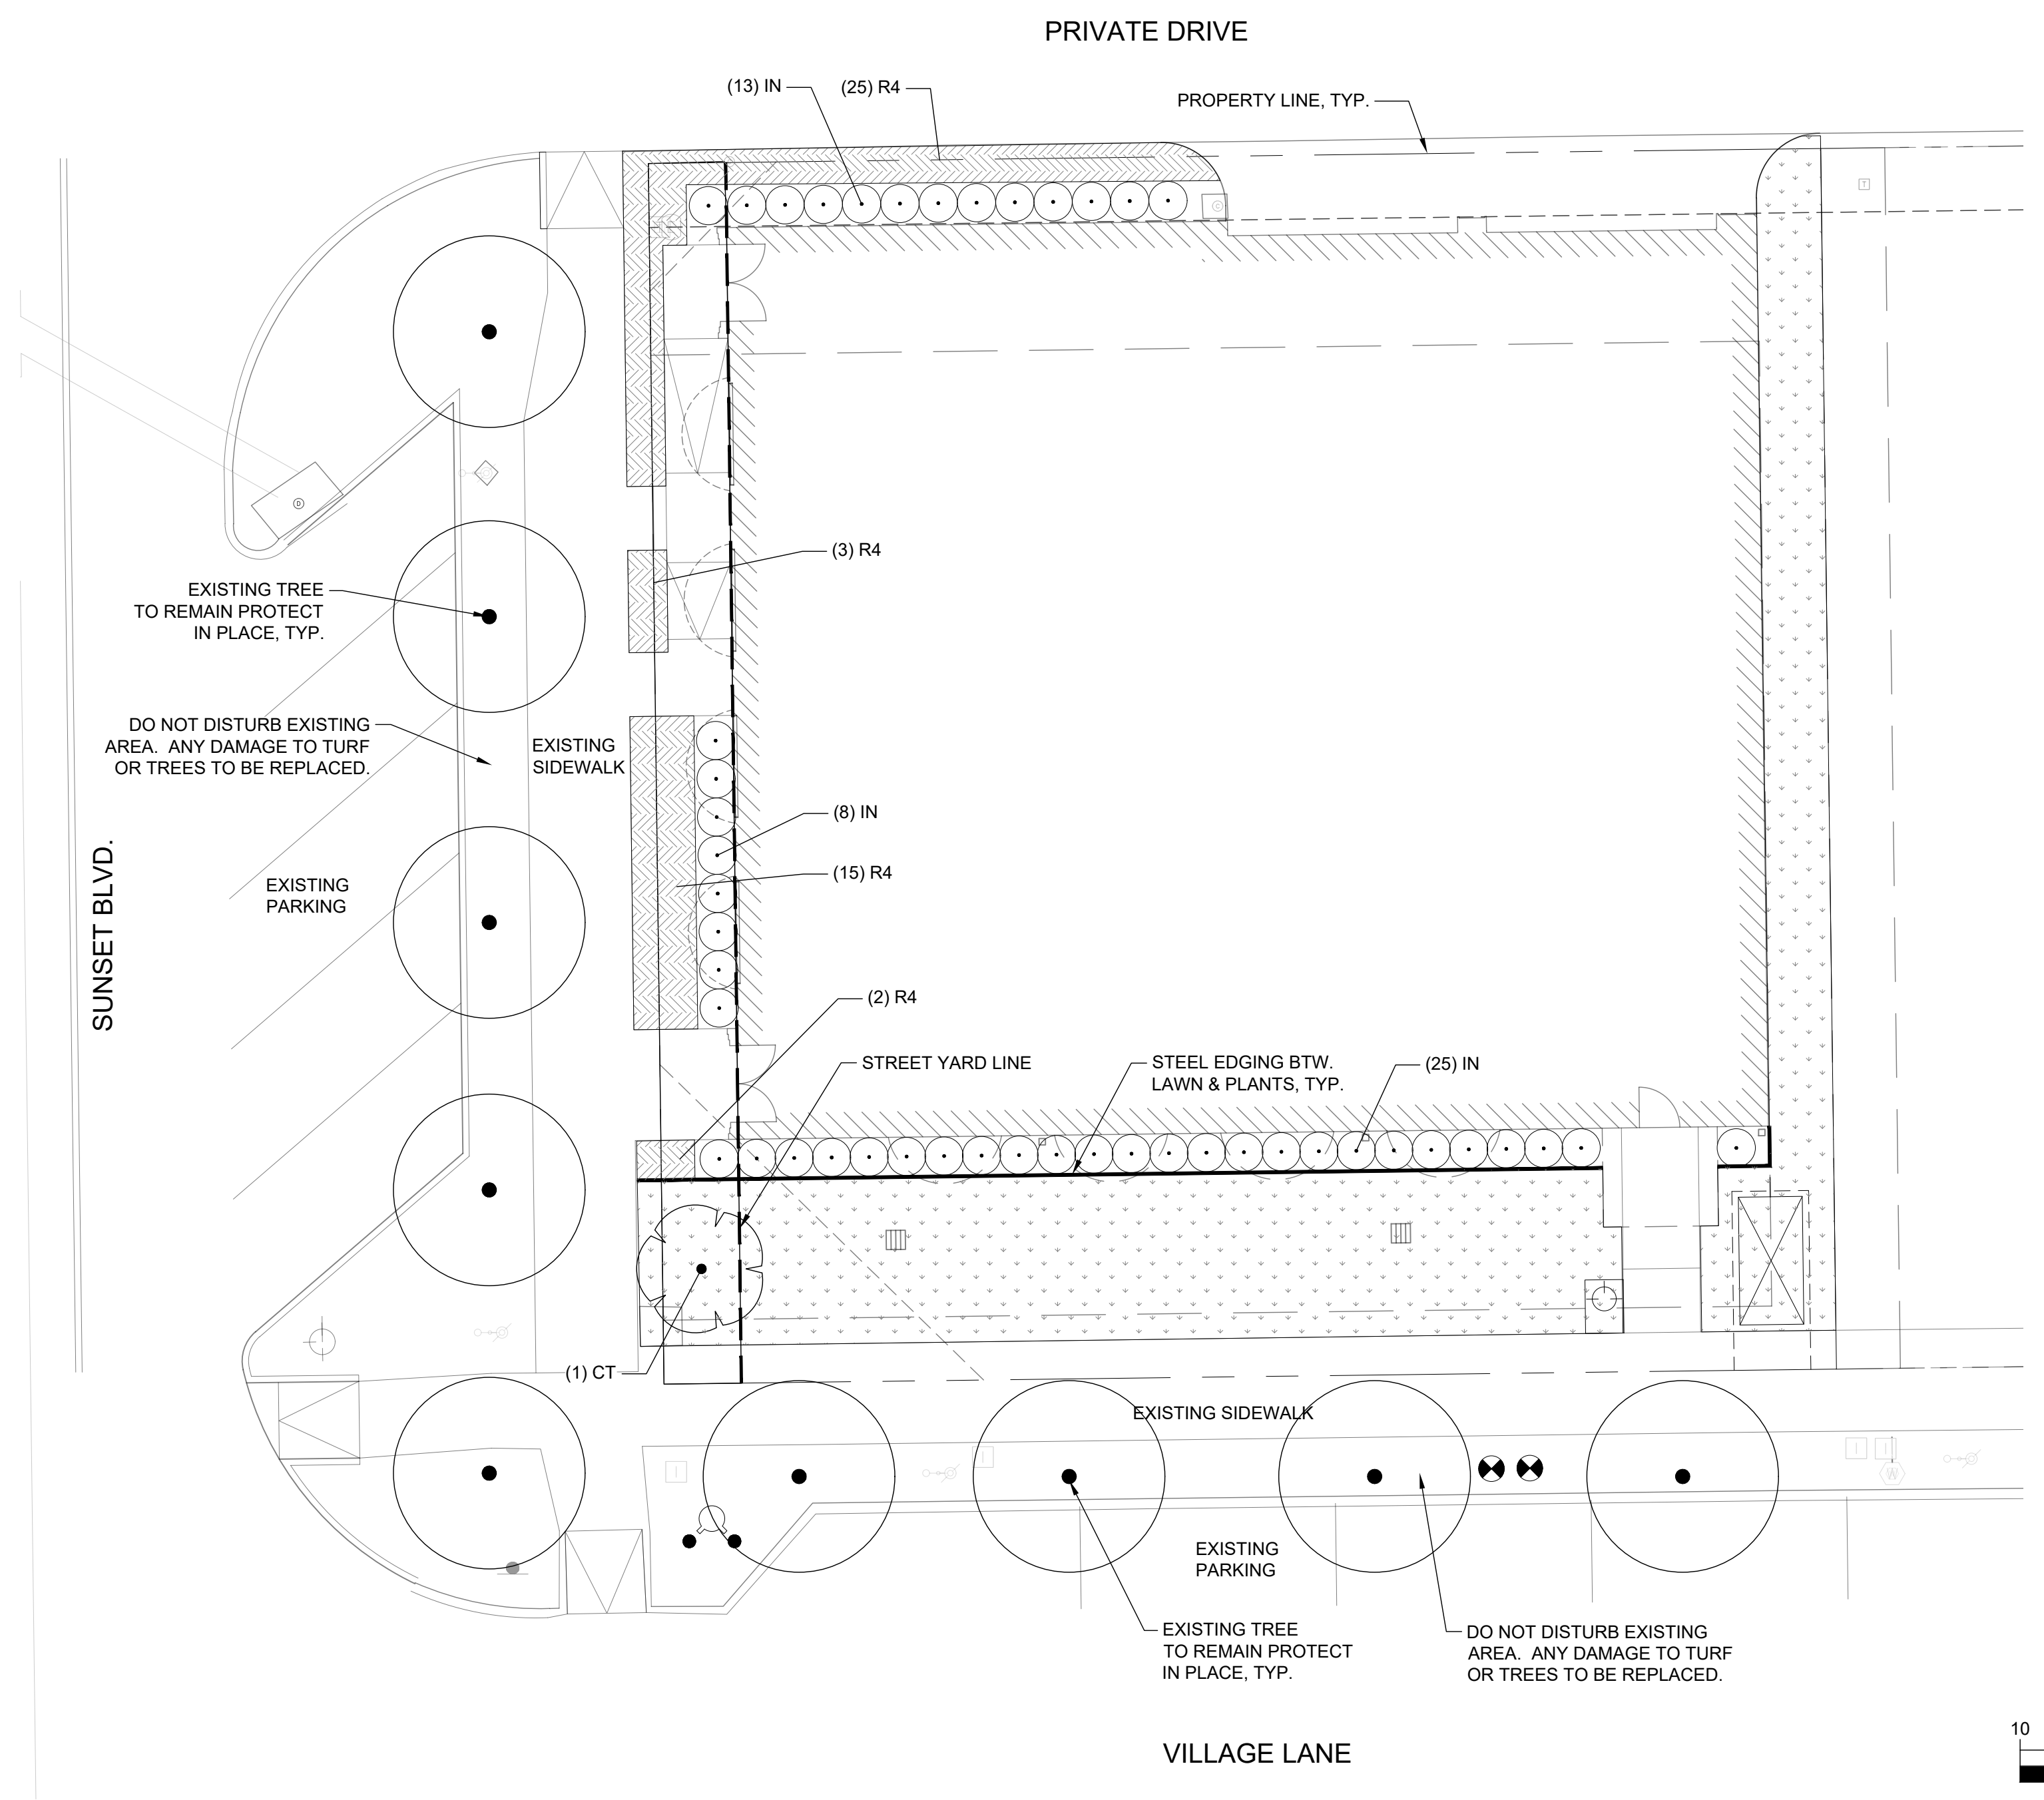 PRIVATE DRIVE
(13) IN
(25) R4
PROPERTY LINE, TYP.
T
C
D
(3) R4
EXISTING TREE
TO REMAIN PROTECT
IN PLACE, TYP.
DO NOT DISTURB EXISTING
AREA.  ANY DAMAGE TO TURF
OR TREES TO BE REPLACED.
EXISTING
SIDEWALK
(8) IN
(15) R4
EXISTING
PARKING
SUNSET BLVD.
(2) R4
STREET YARD LINE
STEEL EDGING BTW.
LAWN & PLANTS, TYP.
(25) IN
(1) CT
EXISTING SIDEWALK
W
EXISTING
PARKING
EXISTING TREE
TO REMAIN PROTECT
IN PLACE, TYP.
DO NOT DISTURB EXISTING
AREA.  ANY DAMAGE TO TURF
OR TREES TO BE REPLACED.
VILLAGE LANE
10